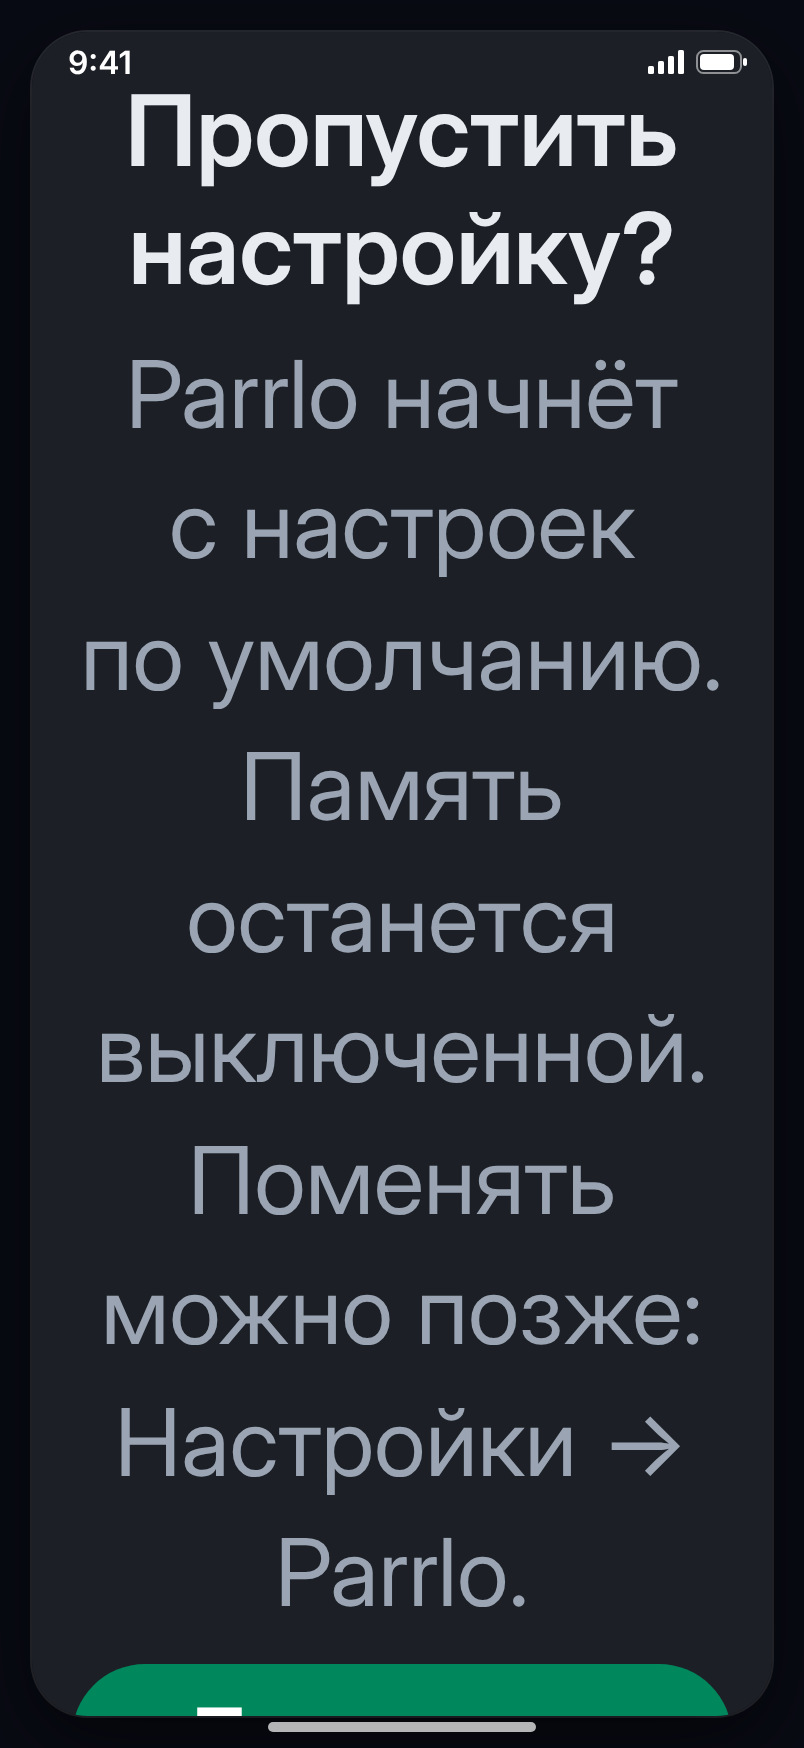 9:41
Пропустить
настройку?
Parrlo начнёт
с настроек
по умолчанию.
Память
останется
выключенной.
Поменять
можно позже:
Настройки →
Parrlo.